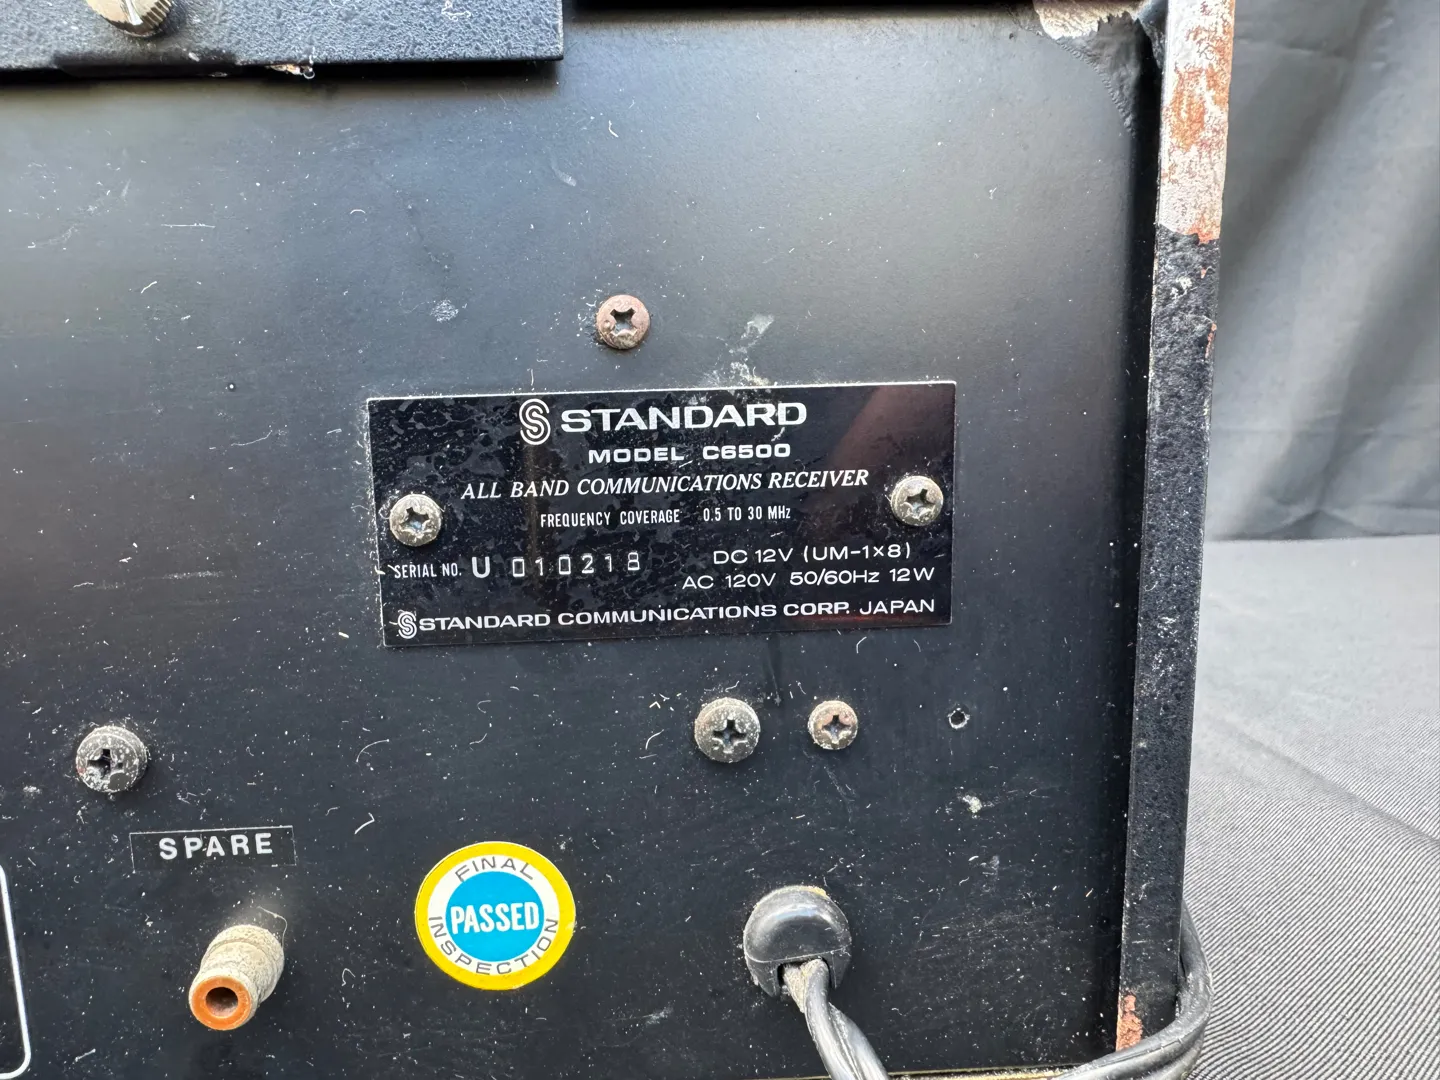 STANDARD
MODEL C6500
ALL BAND COMMUNICATIONS RECEIVER
FREQUENCY COVERAGE 0.5 TO 30 MHz
SERIAL NO. U 010218
DC 12V (UM-1×8)
AC 120V 50/60Hz 12W
STANDARD COMMUNICATIONS CORP. JAPAN
SPARE
FINAL
PASSED
INSPECTION